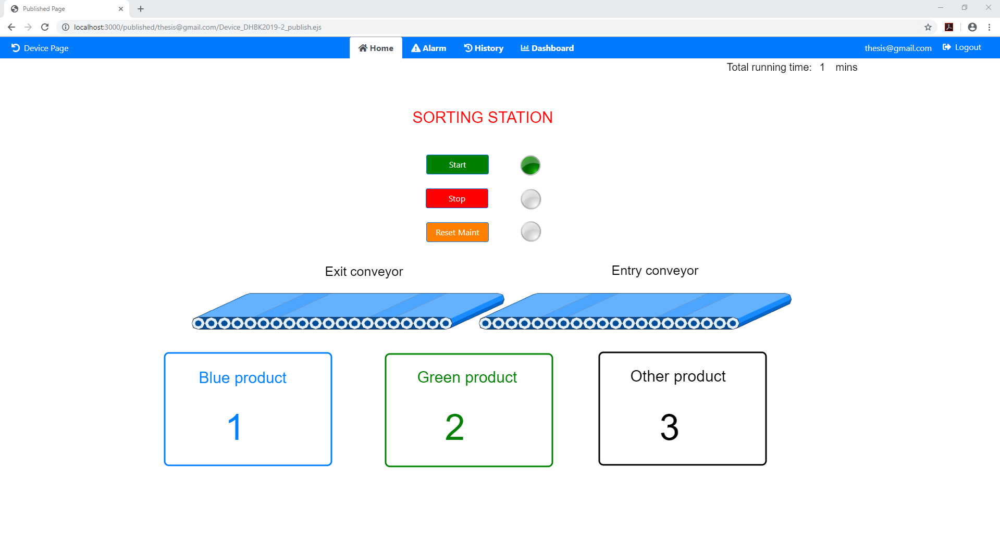 Published Page
localhost:3000/published/thesis@gmail.com/Device_DHBK2019-2_publish.ejs
Device Page
Home
Alarm
History
Dashboard
thesis@gmail.com
Logout
Total running time: 1 mins
SORTING STATION
Start
Stop
Reset Maint
Exit conveyor
Entry conveyor
Blue product
Green product
Other product
1
2
3